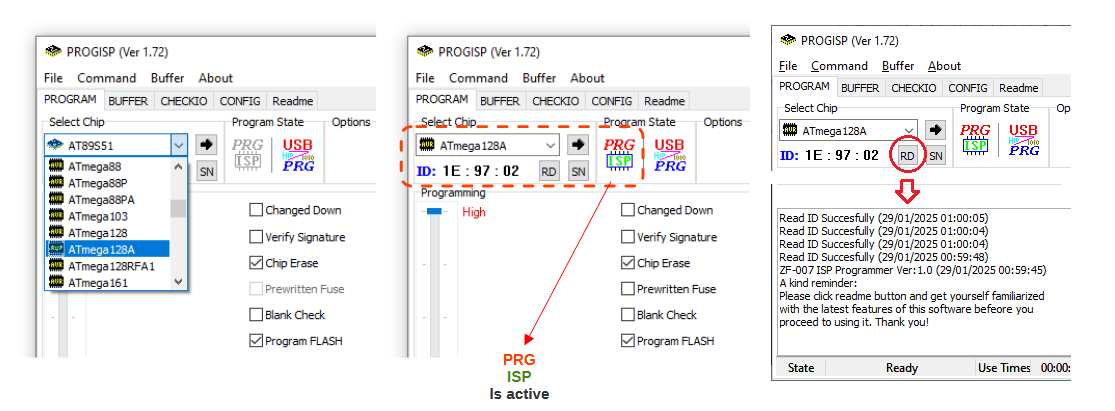 PROGISP (Ver 1.72)
File Command Buffer Abou
PROGRAM BUFFER CHECKIO CONFIG Readme
Select Chip Program State Options
AT89S51 PRG ISP USB PRG
SN
ATmega88
ATmega88P
ATmega88PA
ATmega103
ATmega128
ATmega128A
ATmega128RFA1
ATmega161
Changed Down
Verify Signature
Chip Erase
Prewritten Fuse
Blank Check
Program FLASH
PROGISP (Ver 1.72)
File Command Buffer Abou
PROGRAM BUFFER CHECKIO CONFIG Readme
Select Chip Program State Options
ATmega128A PRG ISP USB PRG
ID: 1E : 97 : 02 RD SN
Programming
High
Changed Down
Verify Signature
Chip Erase
Prewritten Fuse
Blank Check
Program FLASH
PRG
ISP
Is active
PROGISP (Ver 1.72)
File Command Buffer About
PROGRAM BUFFER CHECKIO CONFIG Readme
Select Chip Program State Op
ATmega128A PRG ISP USB PRG
ID: 1E : 97 : 02 RD SN
Read ID Succesfully (29/01/2025 01:00:05)
Read ID Succesfully (29/01/2025 01:00:04)
Read ID Succesfully (29/01/2025 01:00:04)
Read ID Succesfully (29/01/2025 00:59:48)
ZF-007 ISP Programmer Ver:1.0 (29/01/2025 00:59:45)
A kind reminder:
Please click readme button and get yourself familiarized
with the latest features of this software befeore you
proceed to using it. Thank you!
State Ready Use Times 00:00: